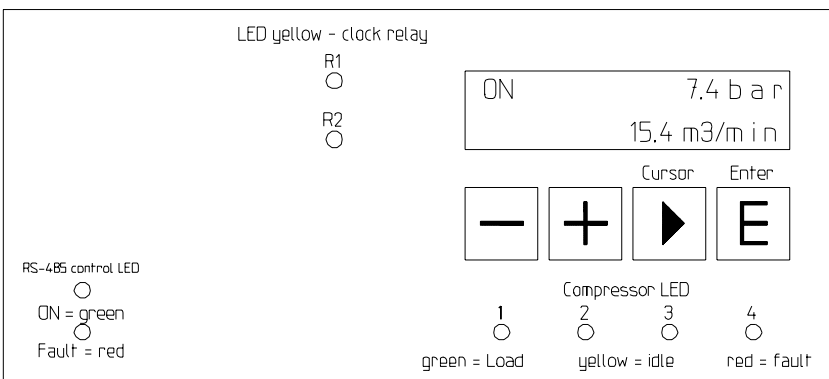 LED yellow - clock relay
R1
R2
ON 7.4 bar
15.4 m3/min
Cursor Enter
− + E
RS-485 control LED
ON = green
Fault = red
Compressor LED
1 2 3 4
green = Load yellow = idle red = fault